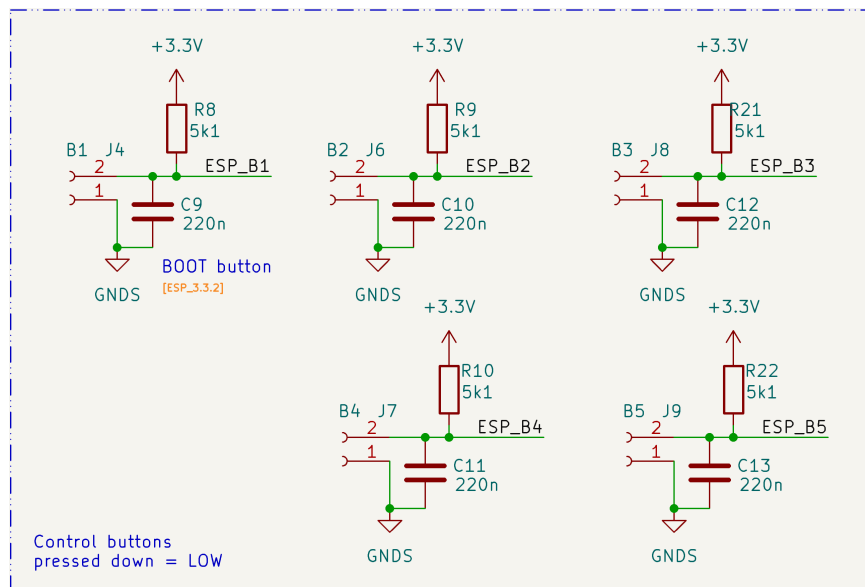 +3.3V
R8
5k1
B1 J4
2
1
ESP_B1
C9
220n
GNDS
BOOT button
[ESP_3.3.2]
+3.3V
R9
5k1
B2 J6
2
1
ESP_B2
C10
220n
GNDS
+3.3V
R21
5k1
B3 J8
2
1
ESP_B3
C12
220n
GNDS
+3.3V
R10
5k1
B4 J7
2
1
ESP_B4
C11
220n
GNDS
+3.3V
R22
5k1
B5 J9
2
1
ESP_B5
C13
220n
GNDS
Control buttons
pressed down = LOW